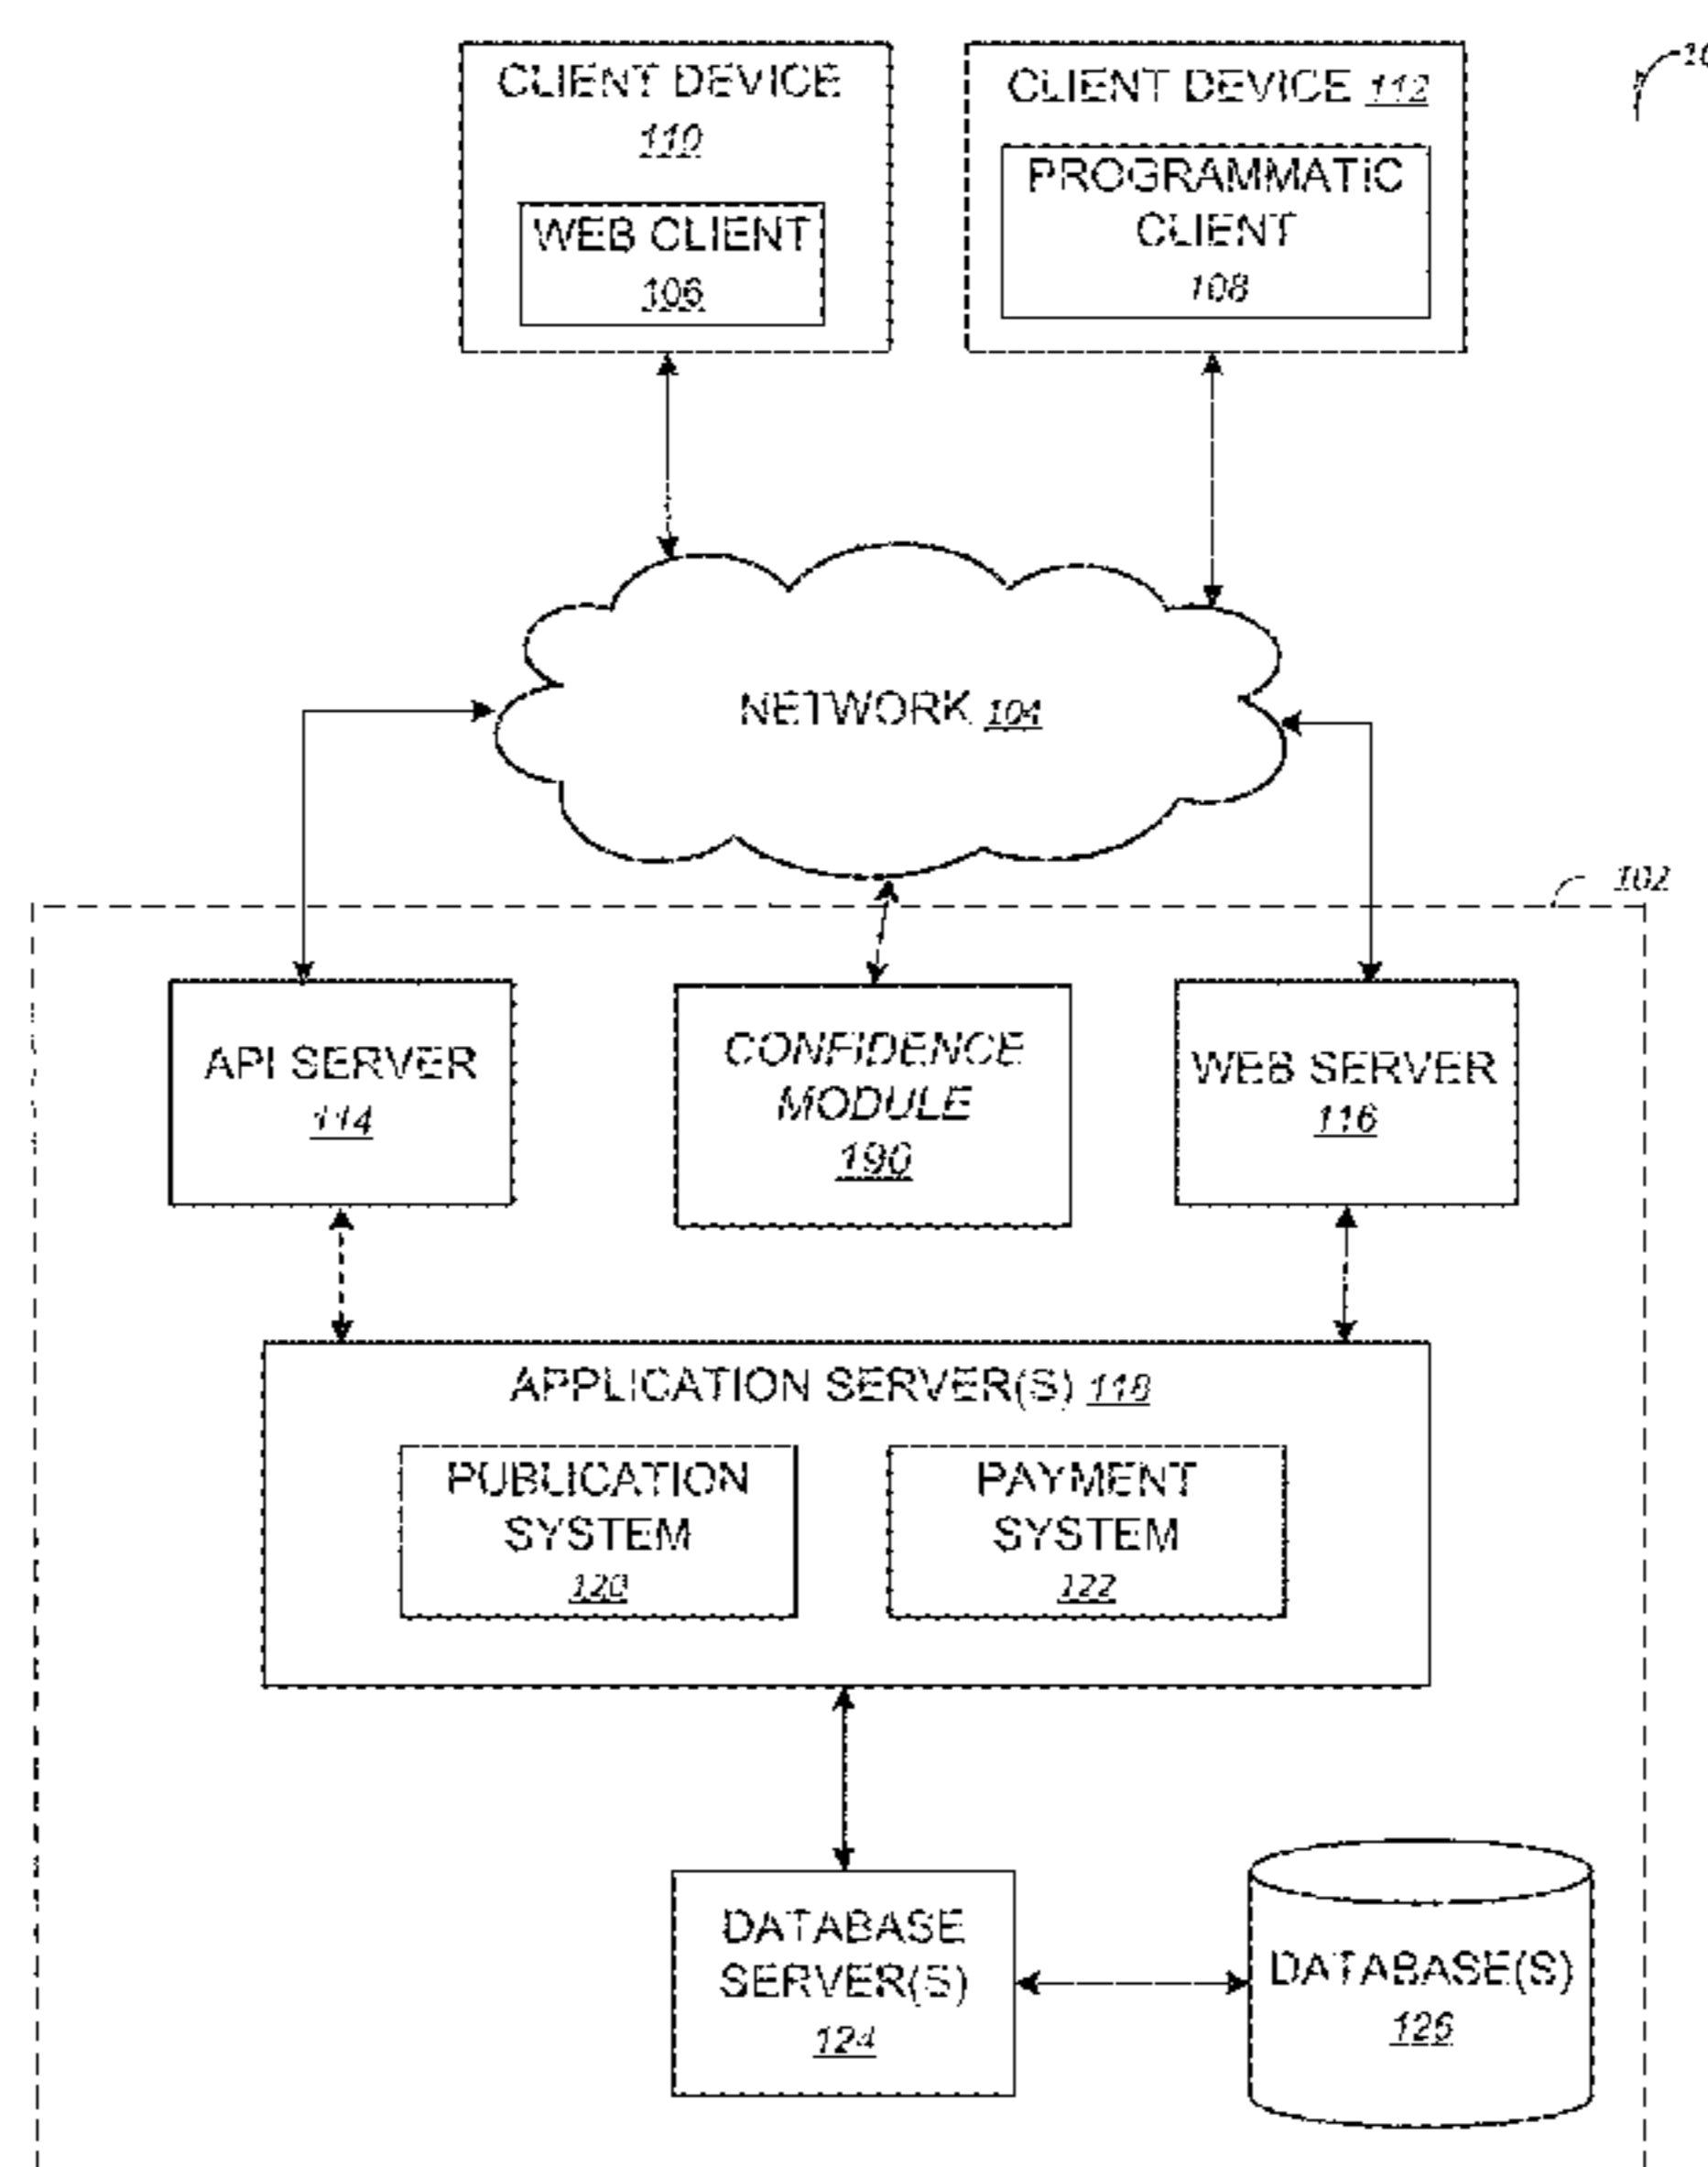 CLIENT DEVICE
110
WEB CLIENT
106
CLIENT DEVICE 112
PROGRAMMATIC
CLIENT
108
NETWORK 104
102
API SERVER
114
CONFIDENCE
MODULE
190
WEB SERVER
116
APPLICATION SERVER(S) 118
PUBLICATION
SYSTEM
120
PAYMENT
SYSTEM
122
DATABASE
SERVER(S)
124
DATABASE(S)
126